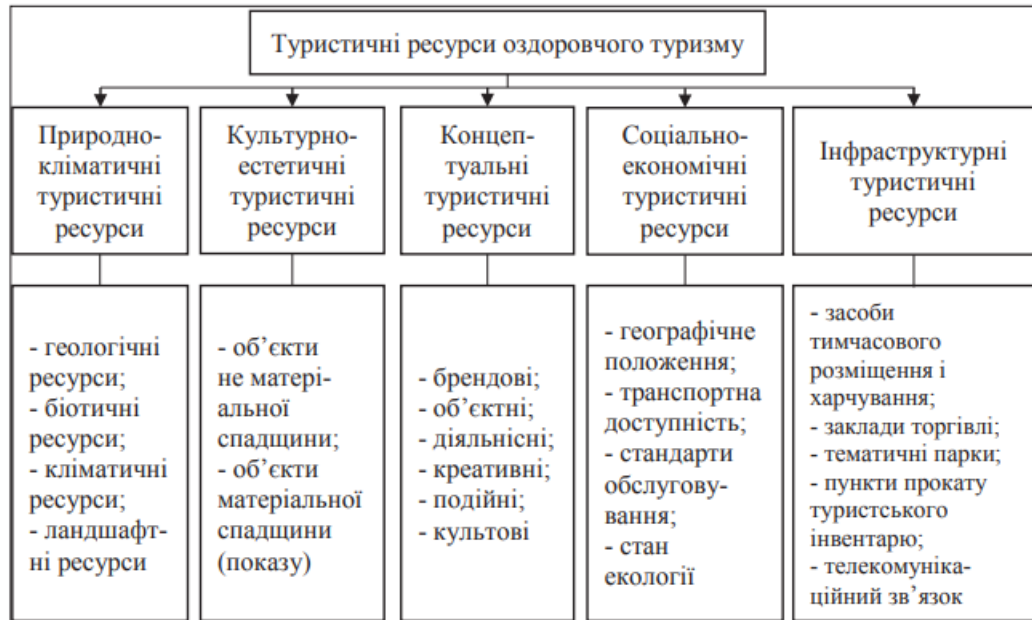 Туристичні ресурси оздоровчого туризму
Природно-
кліматичні
туристичні
ресурси
Культурно-
естетичні
туристичні
ресурси
Концеп-
туальні
туристичні
ресурси
Соціально-
економічні
туристичні
ресурси
Інфраструктурні
туристичні
ресурси
- геологічні
ресурси;
- біотичні
ресурси;
- кліматичні
ресурси;
- ландшафт-
ні ресурси
- об’єкти
не матері-
альної
спадщини;
- об’єкти
матеріальної
спадщини
(показу)
- брендові;
- об’єктні;
- діяльнісні;
- креативні;
- подійні;
- культові
- географічне
положення;
- транспортна
доступність;
- стандарти
обслугову-
вання;
- стан
екології
- засоби
тимчасового
розміщення і
харчування;
- заклади торгівлі;
- тематичні парки;
- пункти прокату
туристського
інвентарю;
- телекомуніка-
ційний зв’язок